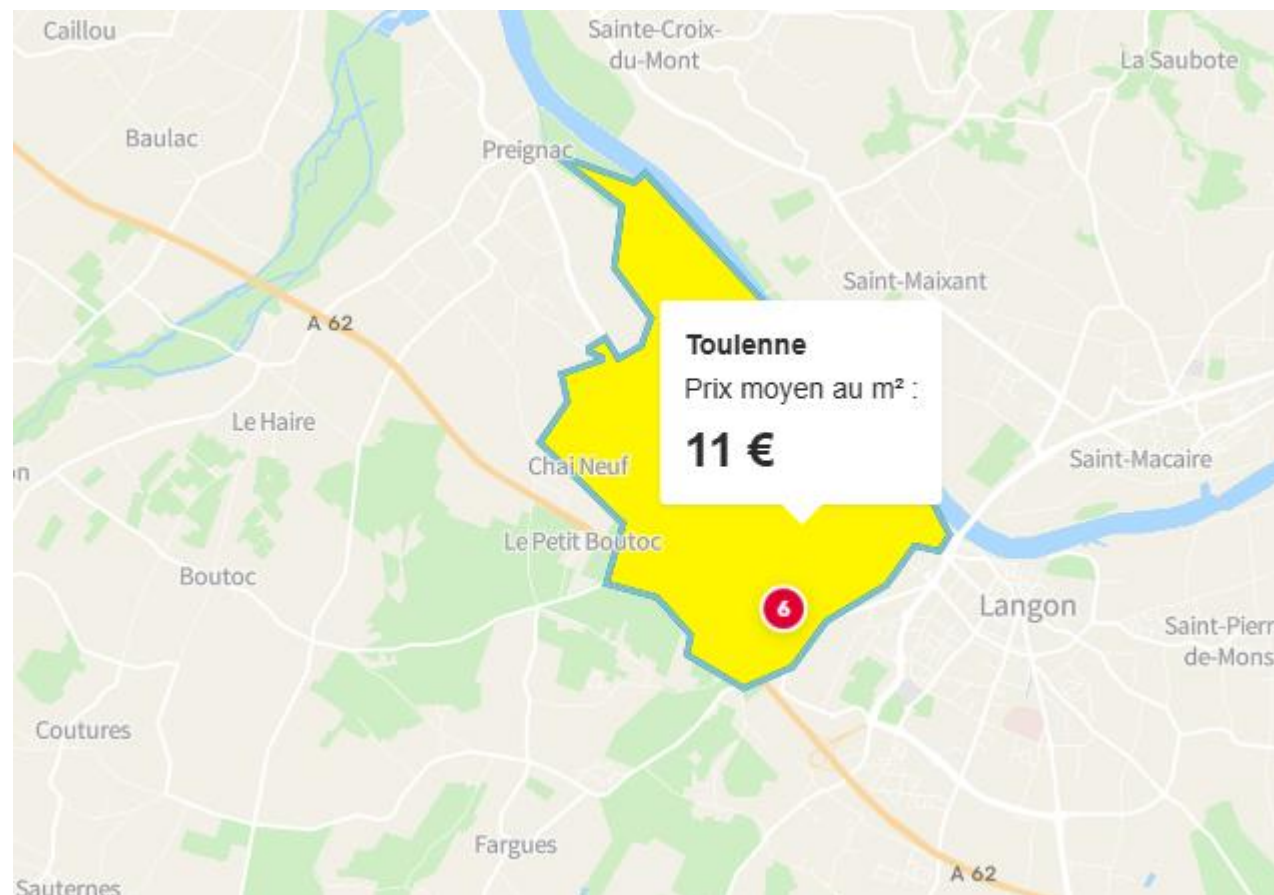 Caillou
Sainte-Croix-
du-Mont
La Saubote
Baulac
Preignac
Saint-Maixant
A 62
Toulenne
Prix moyen au m² :
11 €
Le Haire
Chai Neuf
Saint-Macaire
on
Le Petit Boutoc
Boutoc
6
Langon
Saint-Pierr
de-Mons
Coutures
Fargues
A 62
Sauternes